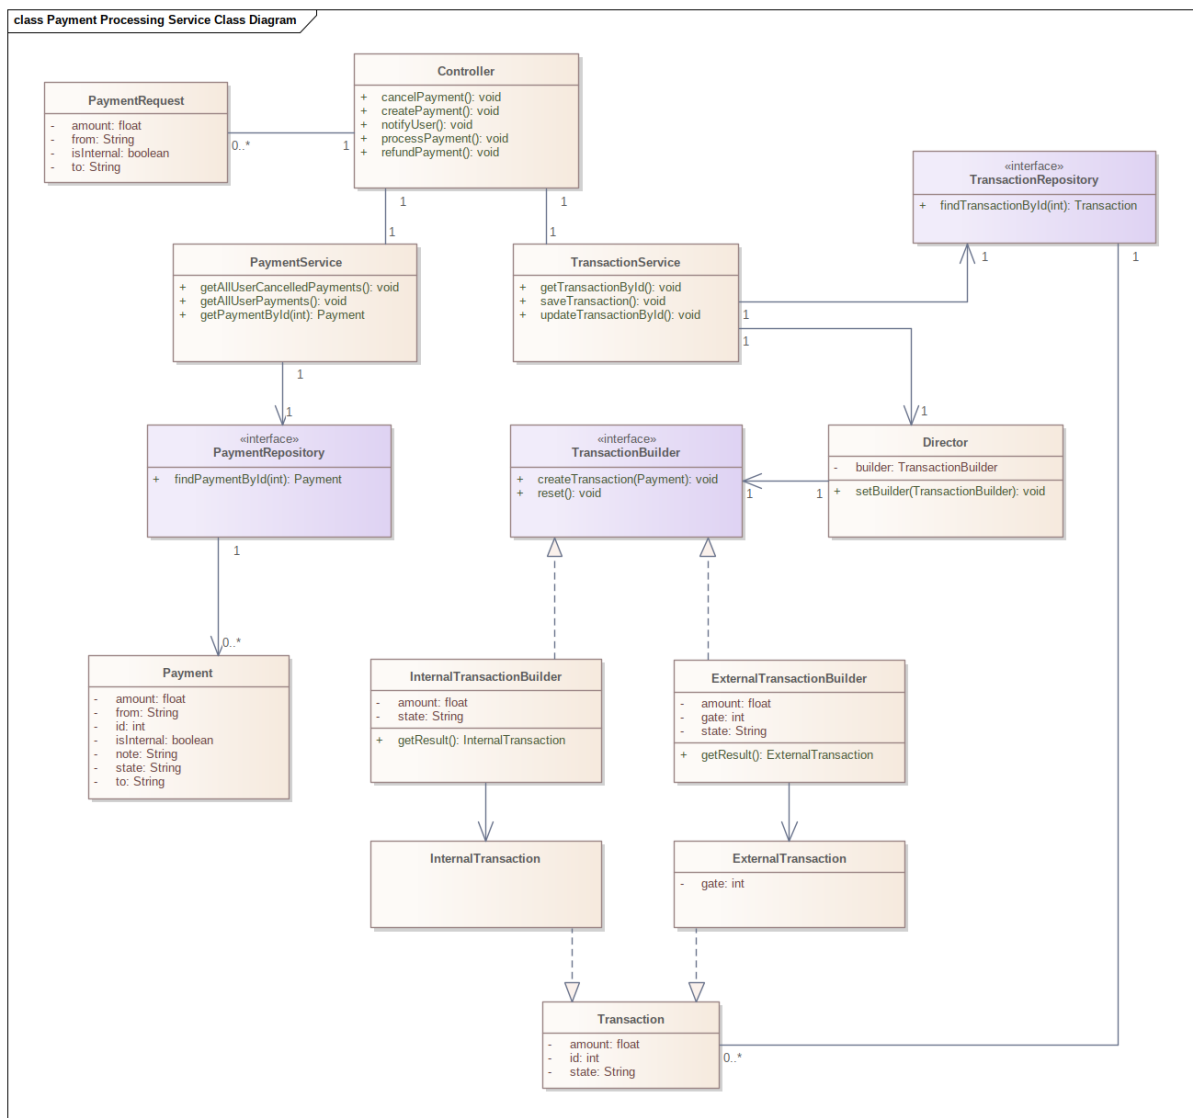 class Payment Processing Service Class Diagram
PaymentRequest
- amount: float
- from: String
- isInternal: boolean
- to: String
Controller
+ cancelPayment(): void
+ createPayment(): void
+ notifyUser(): void
+ processPayment(): void
+ refundPayment(): void
0..*
1
1
1
1
1
«interface»
TransactionRepository
+ findTransactionById(int): Transaction
1
1
PaymentService
+ getAllUserCancelledPayments(): void
+ getAllUserPayments(): void
+ getPaymentById(int): Payment
TransactionService
+ getTransactionById(): void
+ saveTransaction(): void
+ updateTransactionById(): void
1
1
1
1
1
«interface»
PaymentRepository
+ findPaymentById(int): Payment
«interface»
TransactionBuilder
+ createTransaction(Payment): void
+ reset(): void
Director
- builder: TransactionBuilder
+ setBuilder(TransactionBuilder): void
1
1
1
0..*
Payment
- amount: float
- from: String
- id: int
- isInternal: boolean
- note: String
- state: String
- to: String
InternalTransactionBuilder
- amount: float
- state: String
+ getResult(): InternalTransaction
ExternalTransactionBuilder
- amount: float
- gate: int
- state: String
+ getResult(): ExternalTransaction
InternalTransaction
ExternalTransaction
- gate: int
Transaction
- amount: float
- id: int
- state: String
0..*